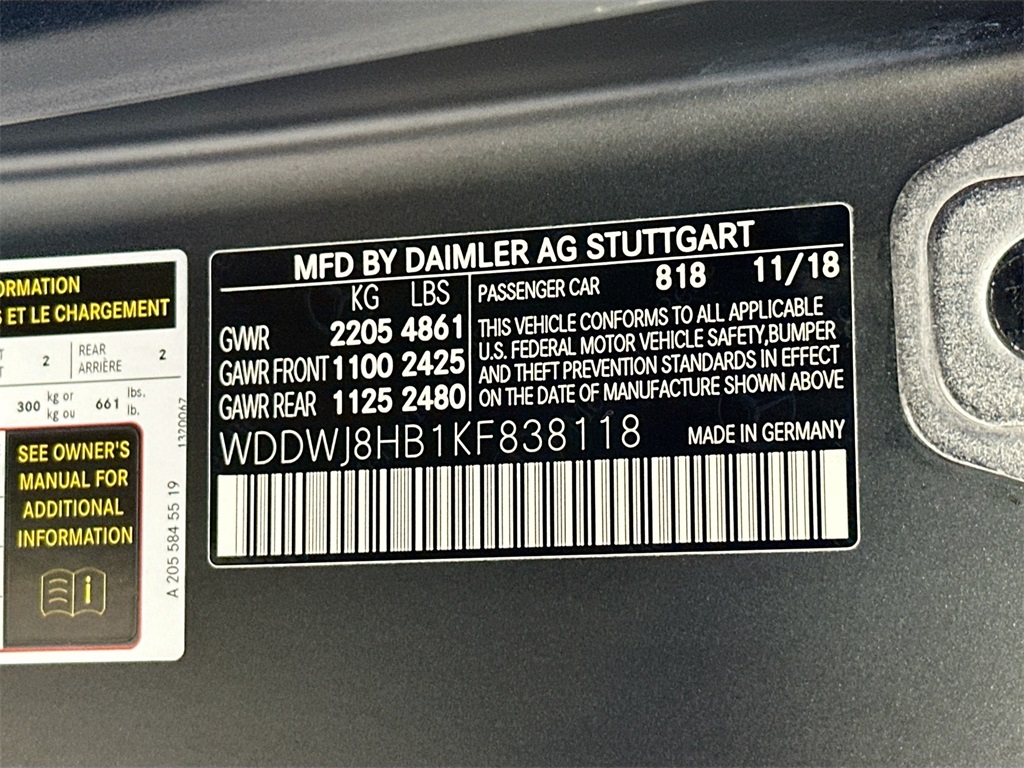 ORMATION
S ET LE CHARGEMENT
2
REAR
ARRIÈRE
2
300 kg or
kg ou
661 lbs.
lb.
1320067
SEE OWNER'S
MANUAL FOR
ADDITIONAL
INFORMATION
A 205 584 55 19
MFD BY DAIMLER AG STUTTGART
KG LBS
GVWR 2205 4861
GAWR FRONT 1100 2425
GAWR REAR 1125 2480
PASSENGER CAR 818 11/18
THIS VEHICLE CONFORMS TO ALL APPLICABLE
U.S. FEDERAL MOTOR VEHICLE SAFETY,BUMPER
AND THEFT PREVENTION STANDARDS IN EFFECT
ON THE DATE OF MANUFACTURE SHOWN ABOVE
WDDWJ8HB1KF838118
MADE IN GERMANY